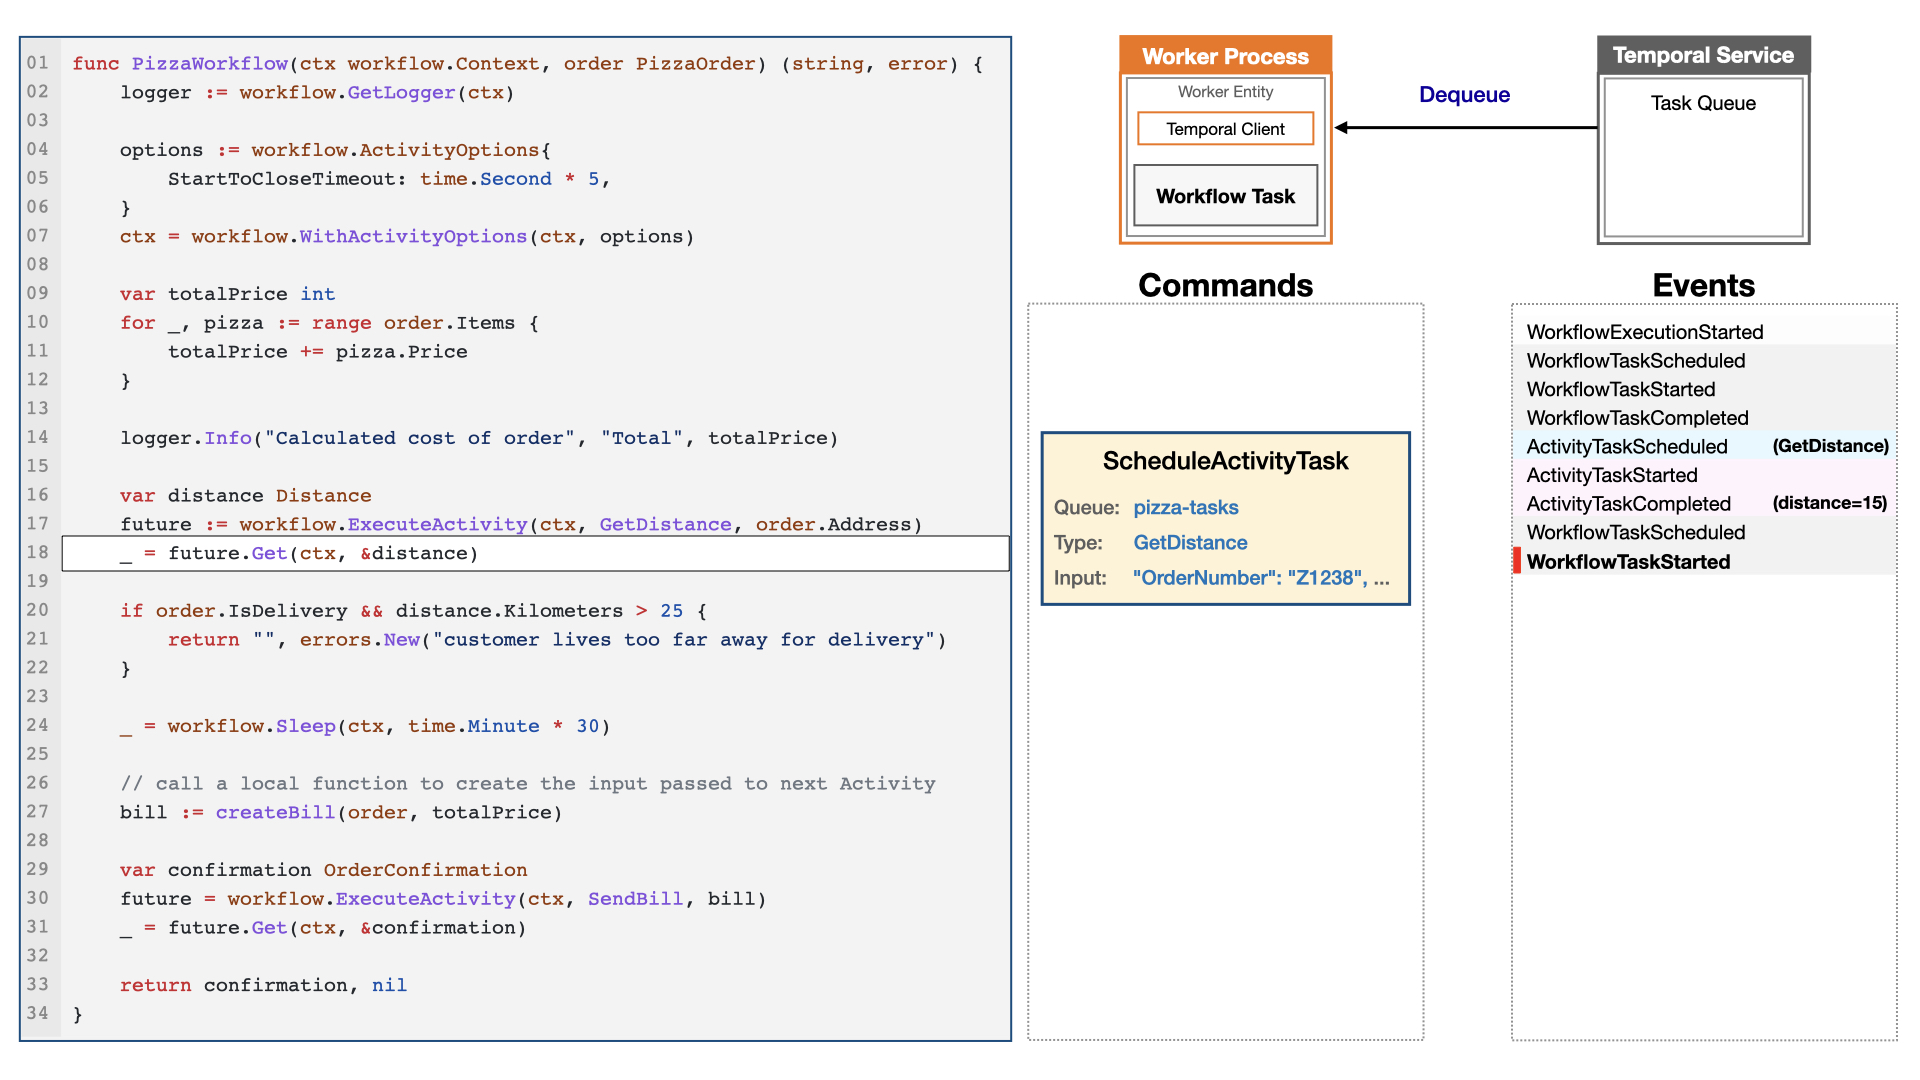 01 func PizzaWorkflow(ctx workflow.Context, order PizzaOrder) (string, error) {
02     logger := workflow.GetLogger(ctx)
03
04     options := workflow.ActivityOptions{
05         StartToCloseTimeout: time.Second * 5,
06     }
07     ctx = workflow.WithActivityOptions(ctx, options)
08
09     var totalPrice int
10     for _, pizza := range order.Items {
11         totalPrice += pizza.Price
12     }
13
14     logger.Info("Calculated cost of order", "Total", totalPrice)
15
16     var distance Distance
17     future := workflow.ExecuteActivity(ctx, GetDistance, order.Address)
18     _ = future.Get(ctx, &distance)
19
20     if order.IsDelivery && distance.Kilometers > 25 {
21         return "", errors.New("customer lives too far away for delivery")
22     }
23
24     _ = workflow.Sleep(ctx, time.Minute * 30)
25
26     // call a local function to create the input passed to next Activity
27     bill := createBill(order, totalPrice)
28
29     var confirmation OrderConfirmation
30     future = workflow.ExecuteActivity(ctx, SendBill, bill)
31     _ = future.Get(ctx, &confirmation)
32
33     return confirmation, nil
34 }
Worker Process
Worker Entity
Temporal Client
Workflow Task
Dequeue
Temporal Service
Task Queue
Commands
ScheduleActivityTask
Queue: pizza-tasks
Type: GetDistance
Input: "OrderNumber": "Z1238", ...
Events
WorkflowExecutionStarted
WorkflowTaskScheduled
WorkflowTaskStarted
WorkflowTaskCompleted
ActivityTaskScheduled (GetDistance)
ActivityTaskStarted
ActivityTaskCompleted (distance=15)
WorkflowTaskScheduled
WorkflowTaskStarted